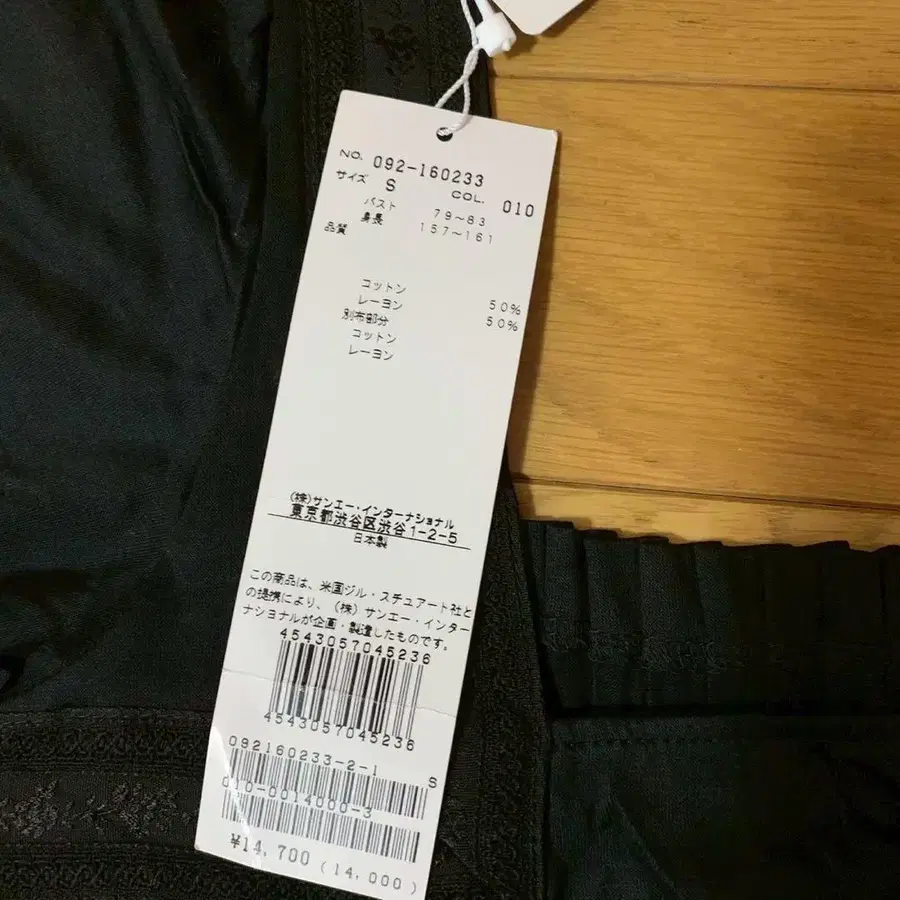 NO. 092-160233
サイズ S COL. 010
バスト 79～83
身長 157～161
品質
コットン 50%
レーヨン 50%
別布部分
コットン
レーヨン
(株)サンエー・インターナショナル
東京都渋谷区渋谷1-2-5
日本製
この商品は、米国ジル・スチュアート社と
の提携により、(株)サンエー・インター
ナショナルが企画・製造したものです。
4543057045236
4543057045236
092160233-2-1 S
010-0014000-3
¥14,700 (14,000)